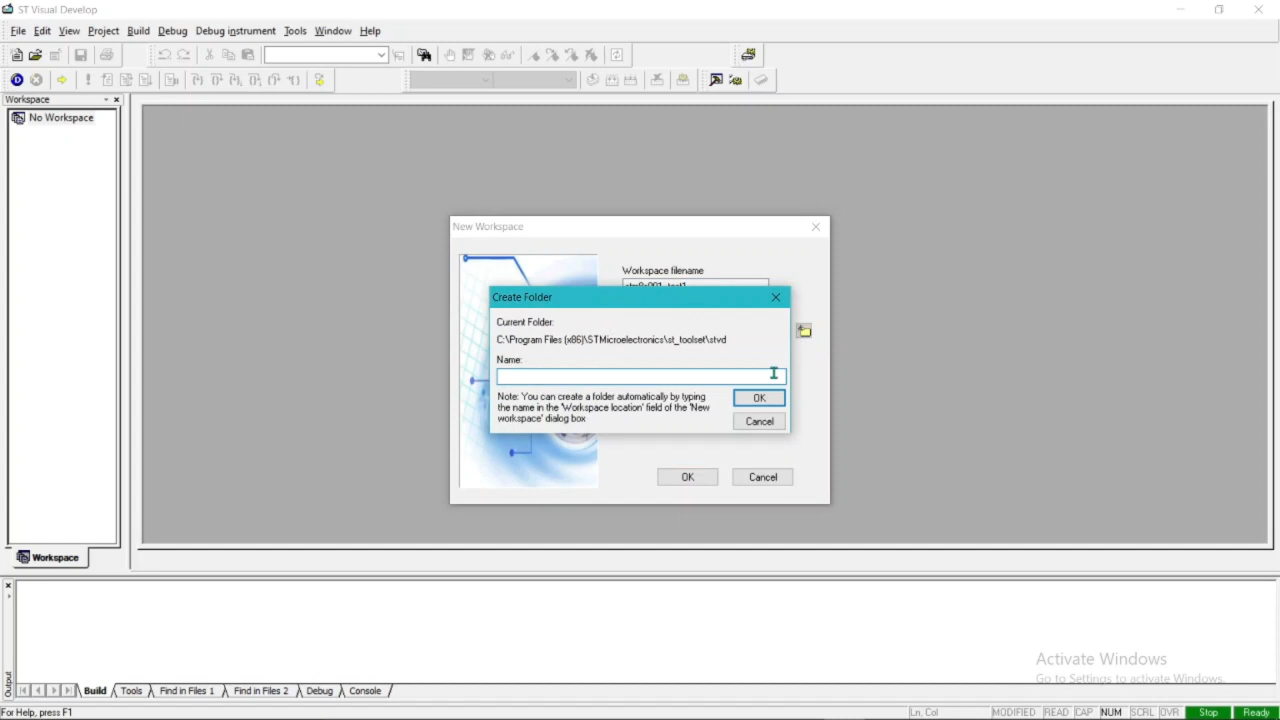 ST Visual Develop
File Edit View Project Build Debug Debug instrument Tools Window Help
Workspace
No Workspace
New Workspace
Workspace filename
Create Folder
Current Folder:
C:\Program Files (x86)\STMicroelectronics\st_toolset\stvd
Name:
Note: You can create a folder automatically by typing
the name in the 'Workspace location' field of the 'New
workspace' dialog box
OK
Cancel
OK Cancel
Workspace
Output
Build Tools Find in Files 1 Find in Files 2 Debug Console
Activate Windows
Go to Settings to activate Windows.
For Help, press F1
Ln, Col MODIFIED READ CAP NUM SCRL OVR Stop Ready